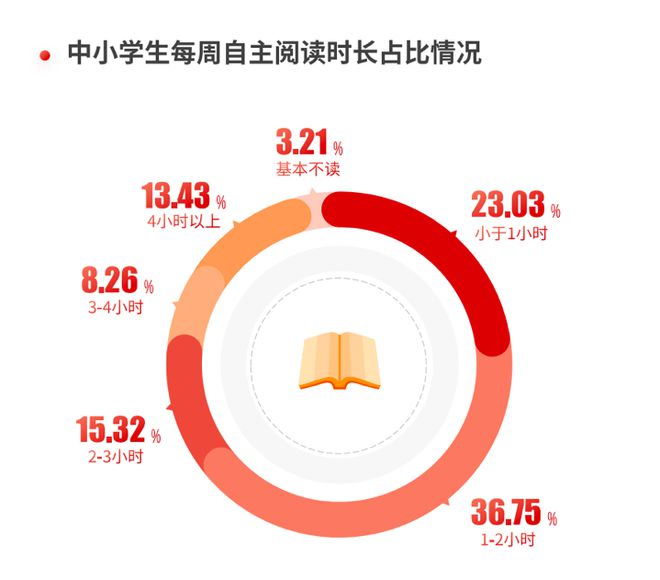 中小学生每周自主阅读时长占比情况
3.21 %
基本不读
13.43 %
4小时以上
23.03 %
小于1小时
8.26 %
3-4小时
15.32 %
2-3小时
36.75 %
1-2小时